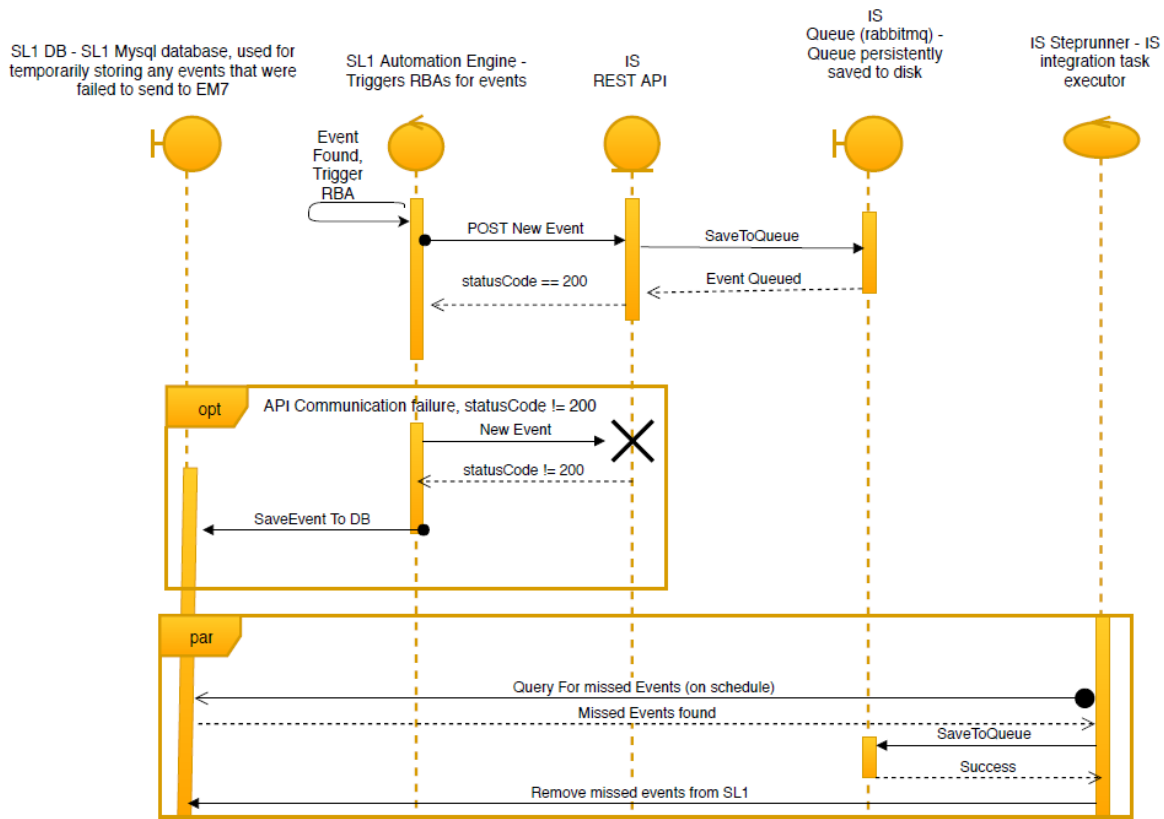 SL1 DB - SL1 Mysql database, used for
temporarily storing any events that were
failed to send to EM7
SL1 Automation Engine -
Triggers RBAs for events
IS
REST API
IS
Queue (rabbitmq) -
Queue persistently
saved to disk
IS Steprunner - IS
integration task
executor
Event
Found,
Trigger
RBA
POST New Event
SaveToQueue
Event Queued
statusCode == 200
opt
API Communication failure, statusCode != 200
New Event
statusCode != 200
SaveEvent To DB
par
Query For missed Events (on schedule)
Missed Events found
SaveToQueue
Success
Remove missed events from SL1